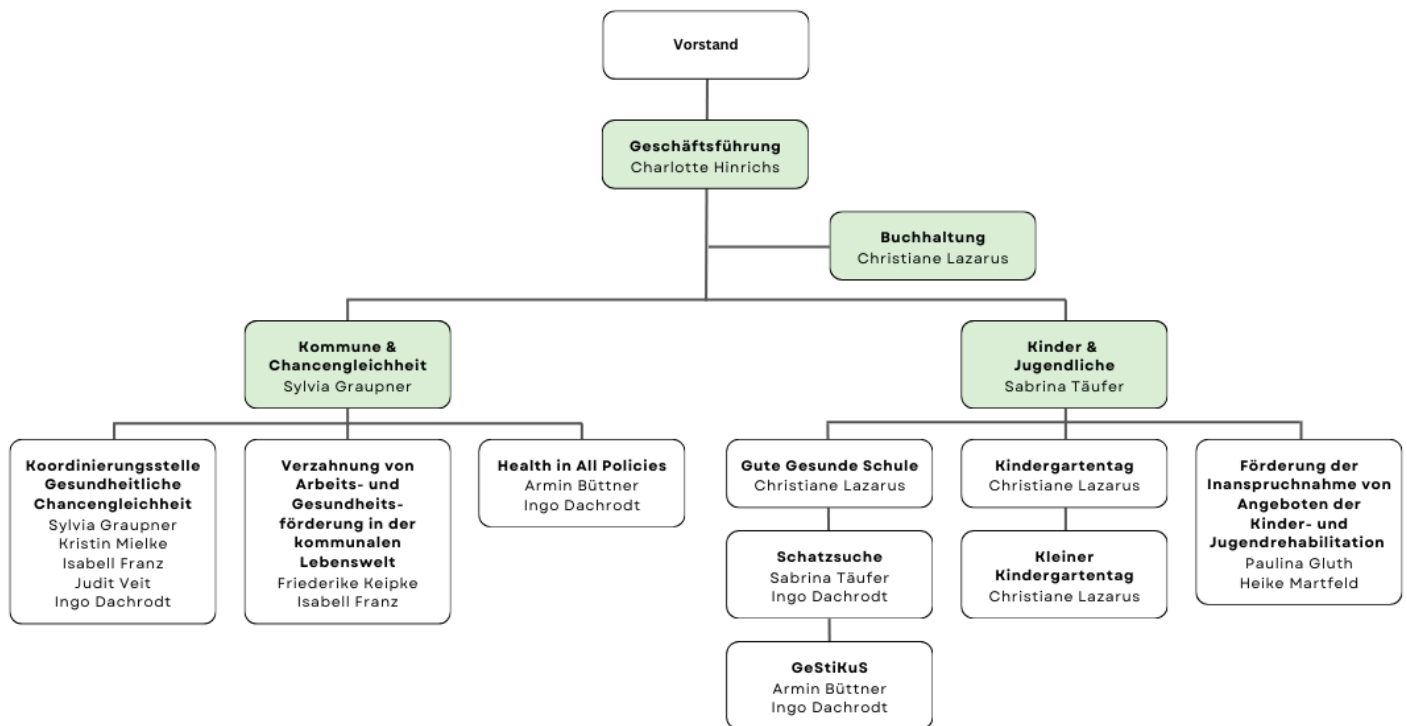 Vorstand
Geschäftsführung
Charlotte Hinrichs
Buchhaltung
Christiane Lazarus
Kommune &
Chancengleichheit
Sylvia Graupner
Kinder &
Jugendliche
Sabrina Täufer
Koordinierungsstelle
Gesundheitliche
Chancengleichheit
Sylvia Graupner
Kristin Mielke
Isabell Franz
Judit Veit
Ingo Dachrodt
Verzahnung von
Arbeits- und
Gesundheits-
förderung in der
kommunalen
Lebenswelt
Friederike Keipke
Isabell Franz
Health in All Policies
Armin Büttner
Ingo Dachrodt
Gute Gesunde Schule
Christiane Lazarus
Schatzsuche
Sabrina Täufer
Ingo Dachrodt
GeStiKuS
Armin Büttner
Ingo Dachrodt
Kindergartentag
Christiane Lazarus
Kleiner
Kindergartentag
Christiane Lazarus
Förderung der
Inanspruchnahme von
Angeboten der
Kinder- und
Jugendrehabilitation
Paulina Gluth
Heike Martfeld